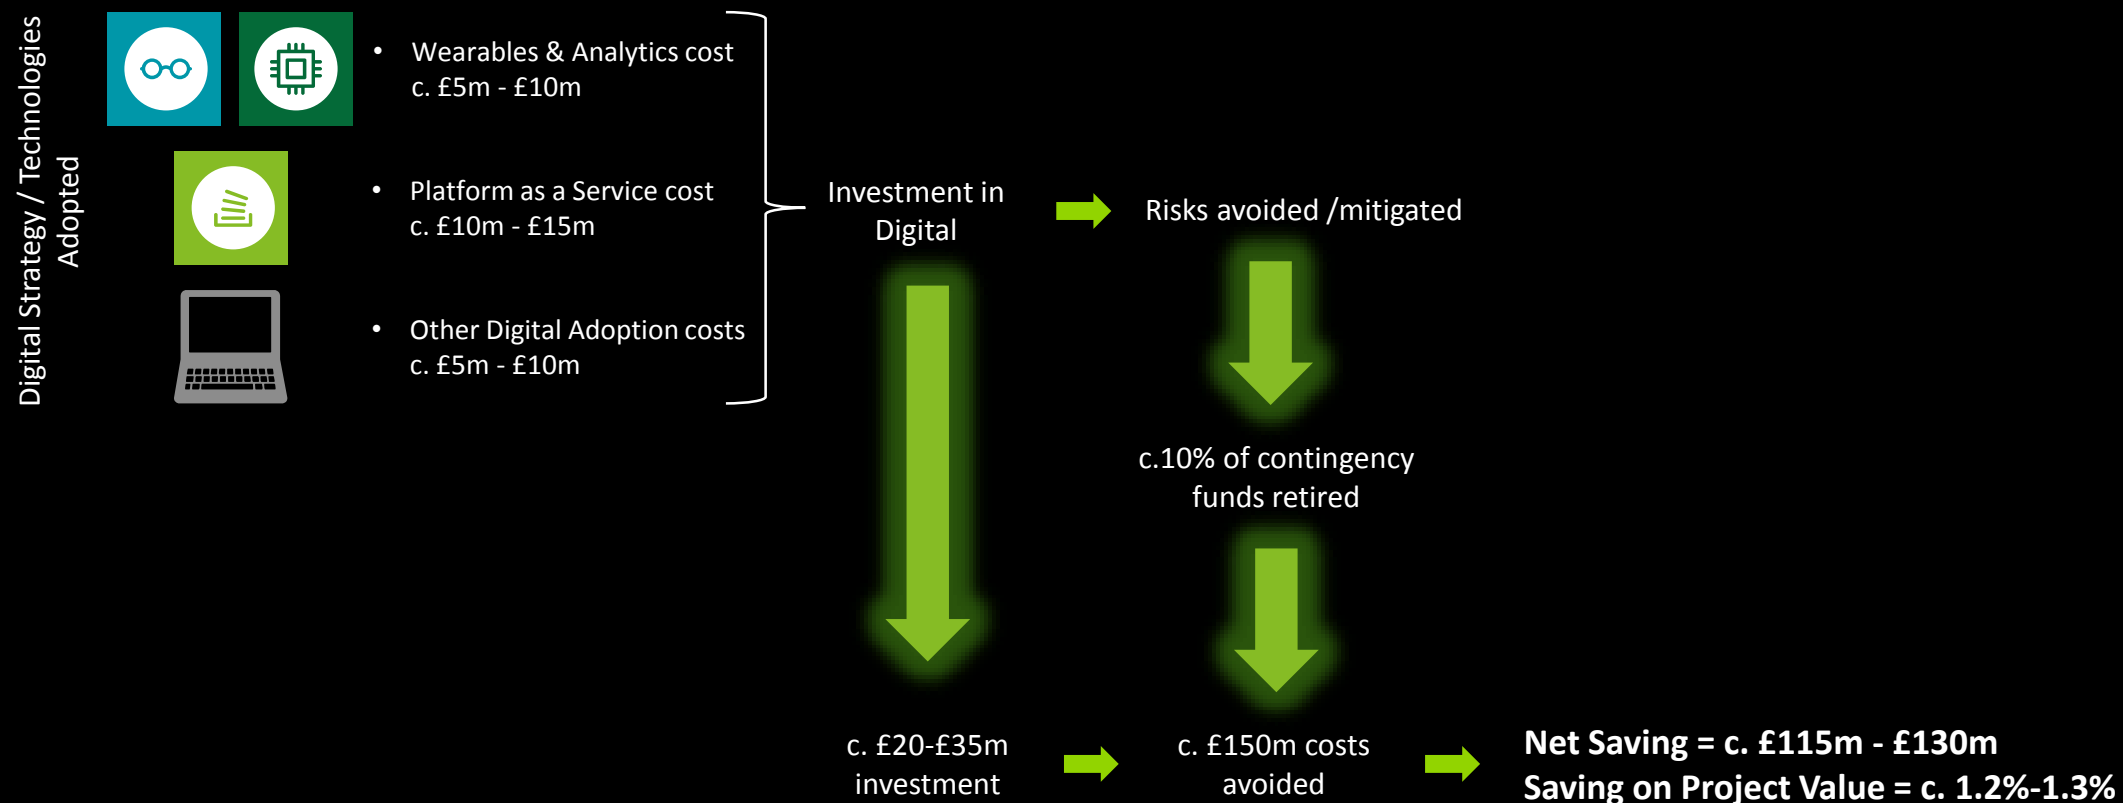 Digital Strategy / Technologies
Adopted
• Wearables & Analytics cost
c. £5m - £10m
• Platform as a Service cost
c. £10m - £15m
• Other Digital Adoption costs
c. £5m - £10m
Investment in
Digital
Risks avoided /mitigated
c.10% of contingency
funds retired
c. £20-£35m
investment
c. £150m costs
avoided
Net Saving = c. £115m - £130m
Saving on Project Value = c. 1.2%-1.3%